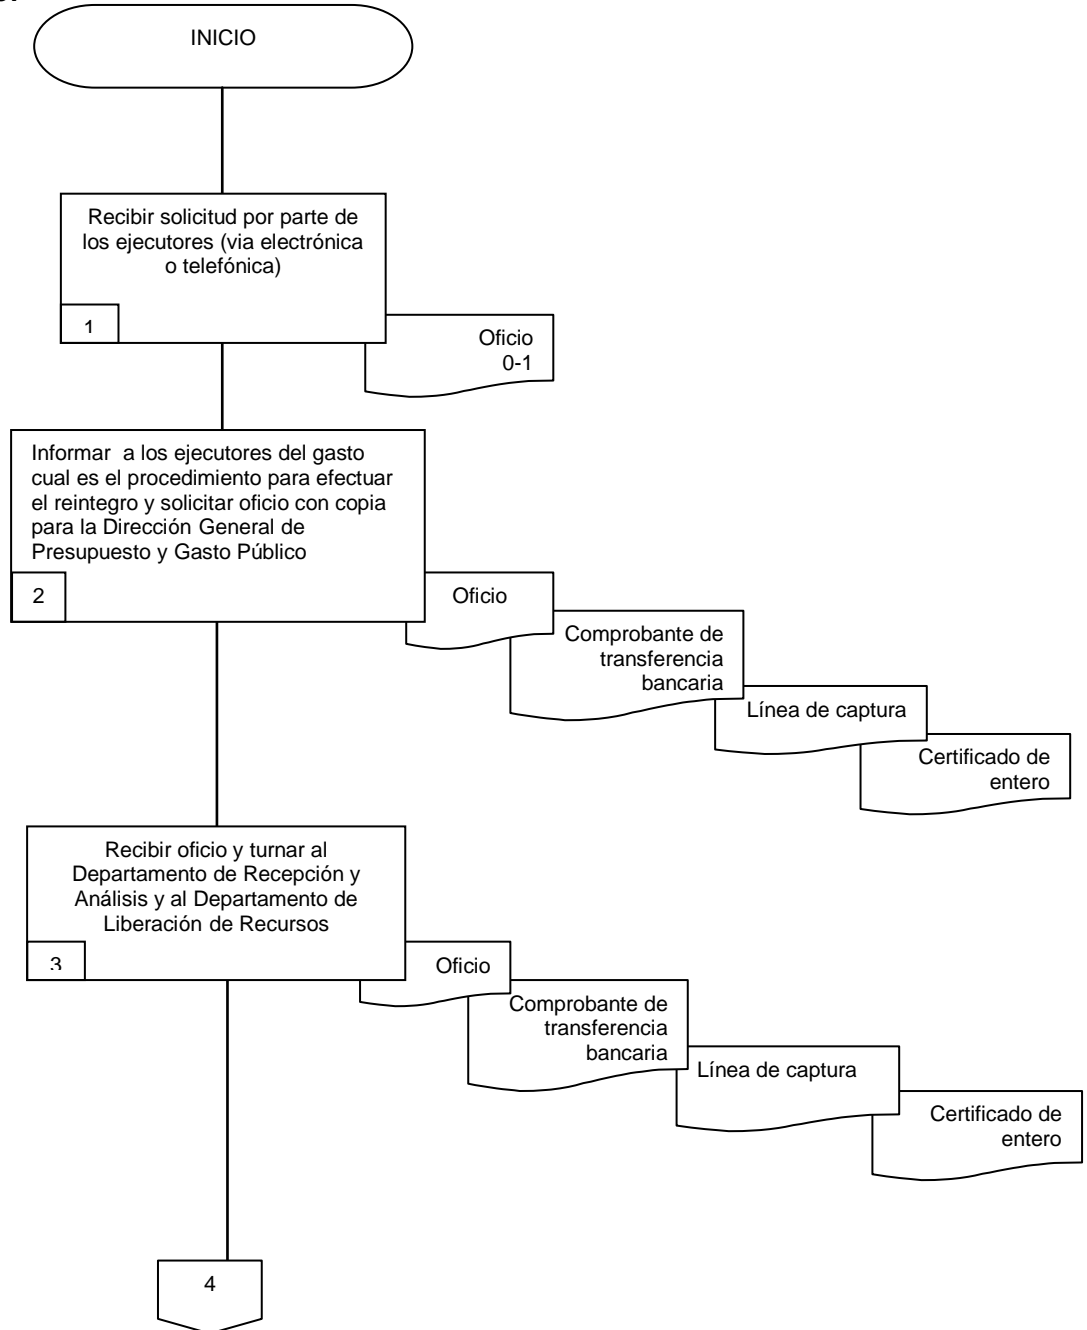 INICIO
Recibir solicitud por parte de
los ejecutores (via electrónica
o telefónica)
1
Oficio
0-1
Informar  a los ejecutores del gasto
cual es el procedimiento para efectuar
el reintegro y solicitar oficio con copia
para la Dirección General de
Presupuesto y Gasto Público
2
Oficio
Comprobante de
transferencia
bancaria
Línea de captura
Certificado de
entero
Recibir oficio y turnar al
Departamento de Recepción y
Análisis y al Departamento de
Liberación de Recursos
3
Oficio
Comprobante de
transferencia
bancaria
Línea de captura
Certificado de
entero
4